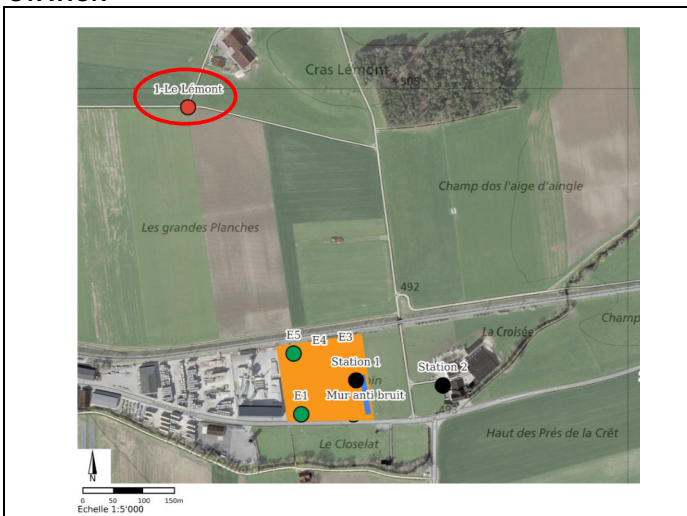 Cras Lémont
505
1-Le Lémont
Champ dos l'aige d'aingle
Les grandes Planches
492
Champ
E5
E4
E3
La Croisée
Station 1
Station 2
E1
Mur anti bruit
49
Le Closelat
Haut des Prés de la Crêt
N
0 50 100 150m
Echelle 1:5'000